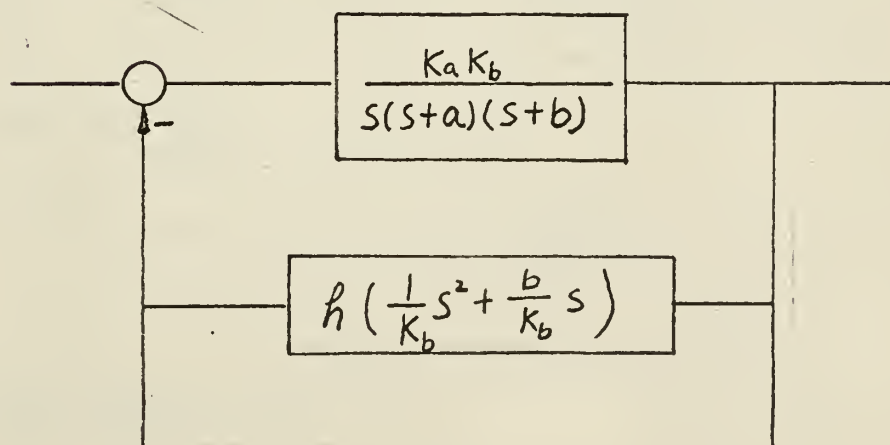 Ka Kb
s(s+a)(s+b)
-
h ( 1/Kb s² + b/Kb s )